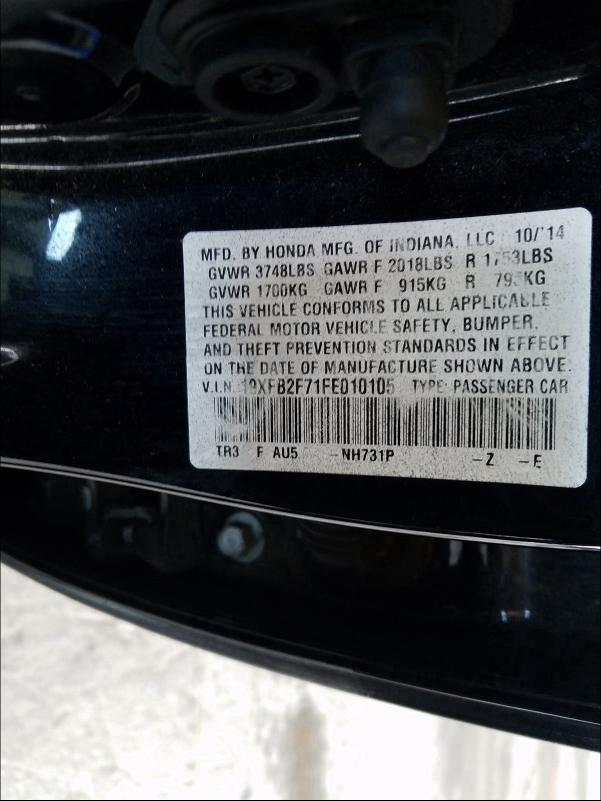 MFD. BY HONDA MFG. OF INDIANA, LLC 10/'14
GVWR 3748LBS GAWR F 2018LBS R 1753LBS
GVWR 1700KG GAWR F 915KG R
THIS VEHICLE CONFORMS TO ALL APPLICABLE
FEDERAL MOTOR VEHICLE SAFETY, BUMPER,
AND THEFT PREVENTION STANDARDS IN EFFECT
ON THE DATE OF MANUFACTURE SHOWN ABOVE.
V.I.N. 19XFB2F71FE010105 TYPE: PASSENGER CAR
TR3 F AU5 -NH731P -Z -E